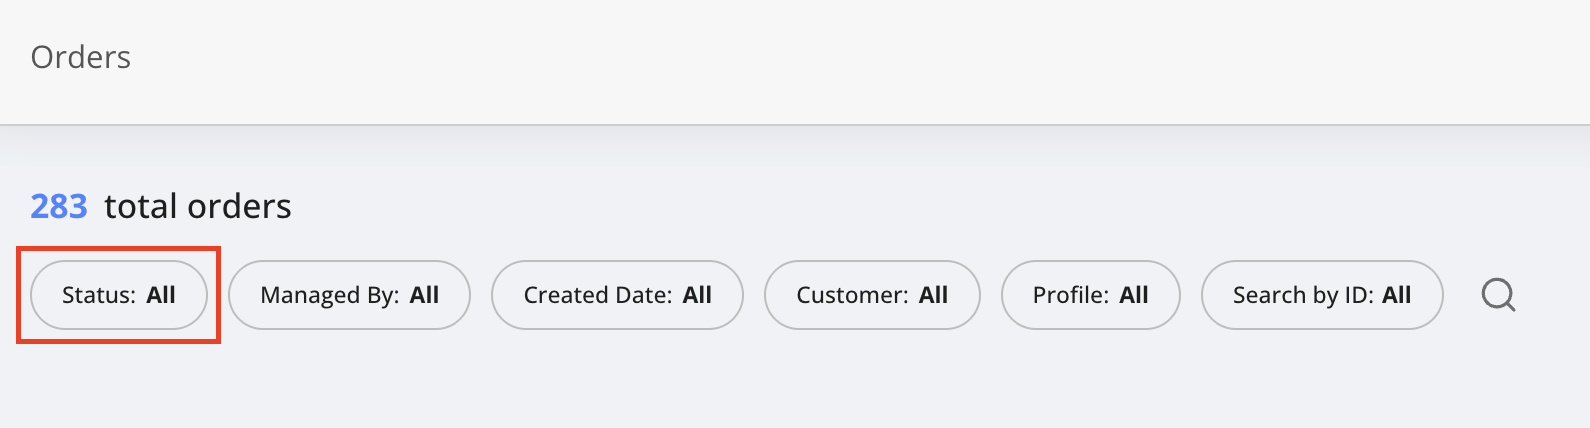 Orders
283 total orders
Status: All Managed By: All Created Date: All Customer: All Profile: All Search by ID: All